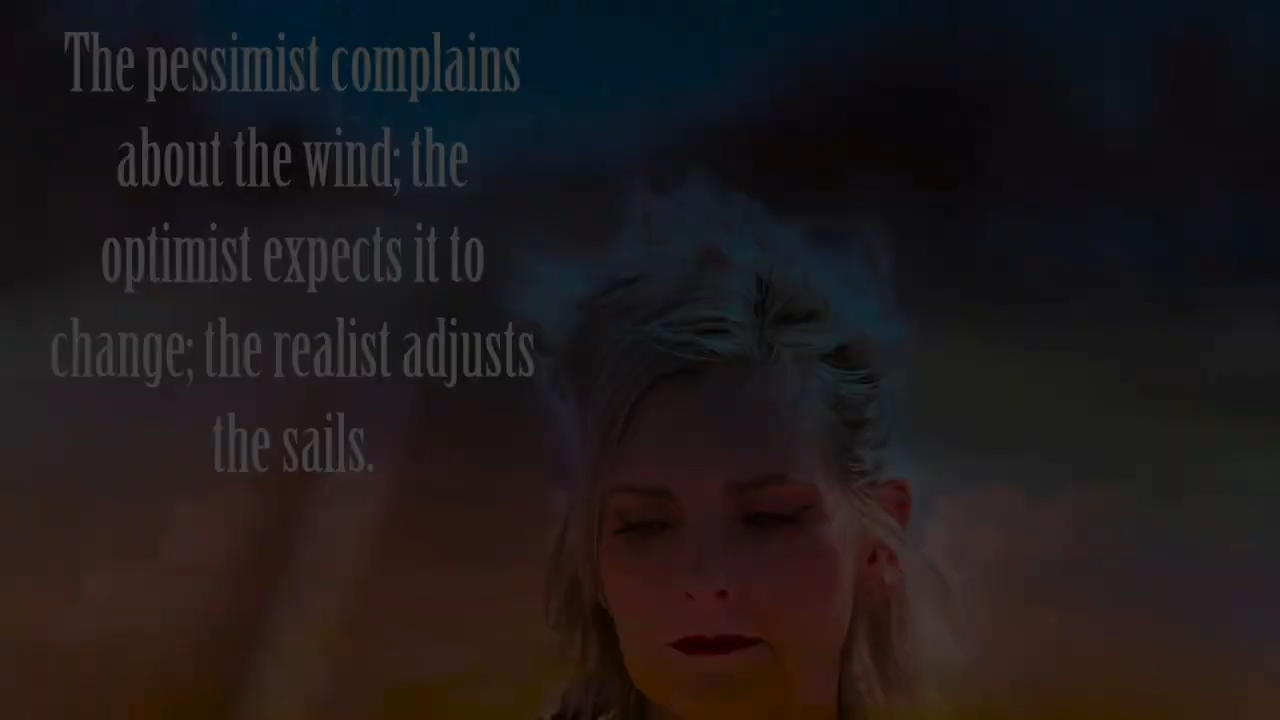 The pessimist complains
about the wind; the
optimist expects it to
change; the realist adjusts
the sails.